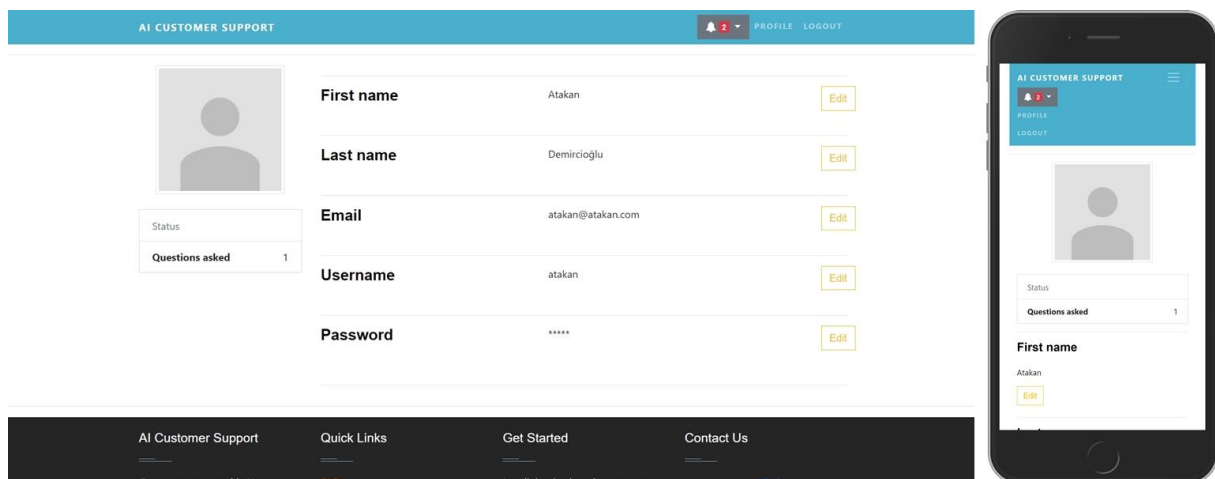 AI CUSTOMER SUPPORT
2 PROFILE LOGOUT
First name Atakan Edit
Last name Demircioğlu Edit
Email atakan@atakan.com Edit
Username atakan Edit
Password ***** Edit
Status
Questions asked 1
AI Customer Support Quick Links Get Started Contact Us
AI CUSTOMER SUPPORT
2
PROFILE
LOGOUT
Status
Questions asked 1
First name
Atakan
Edit